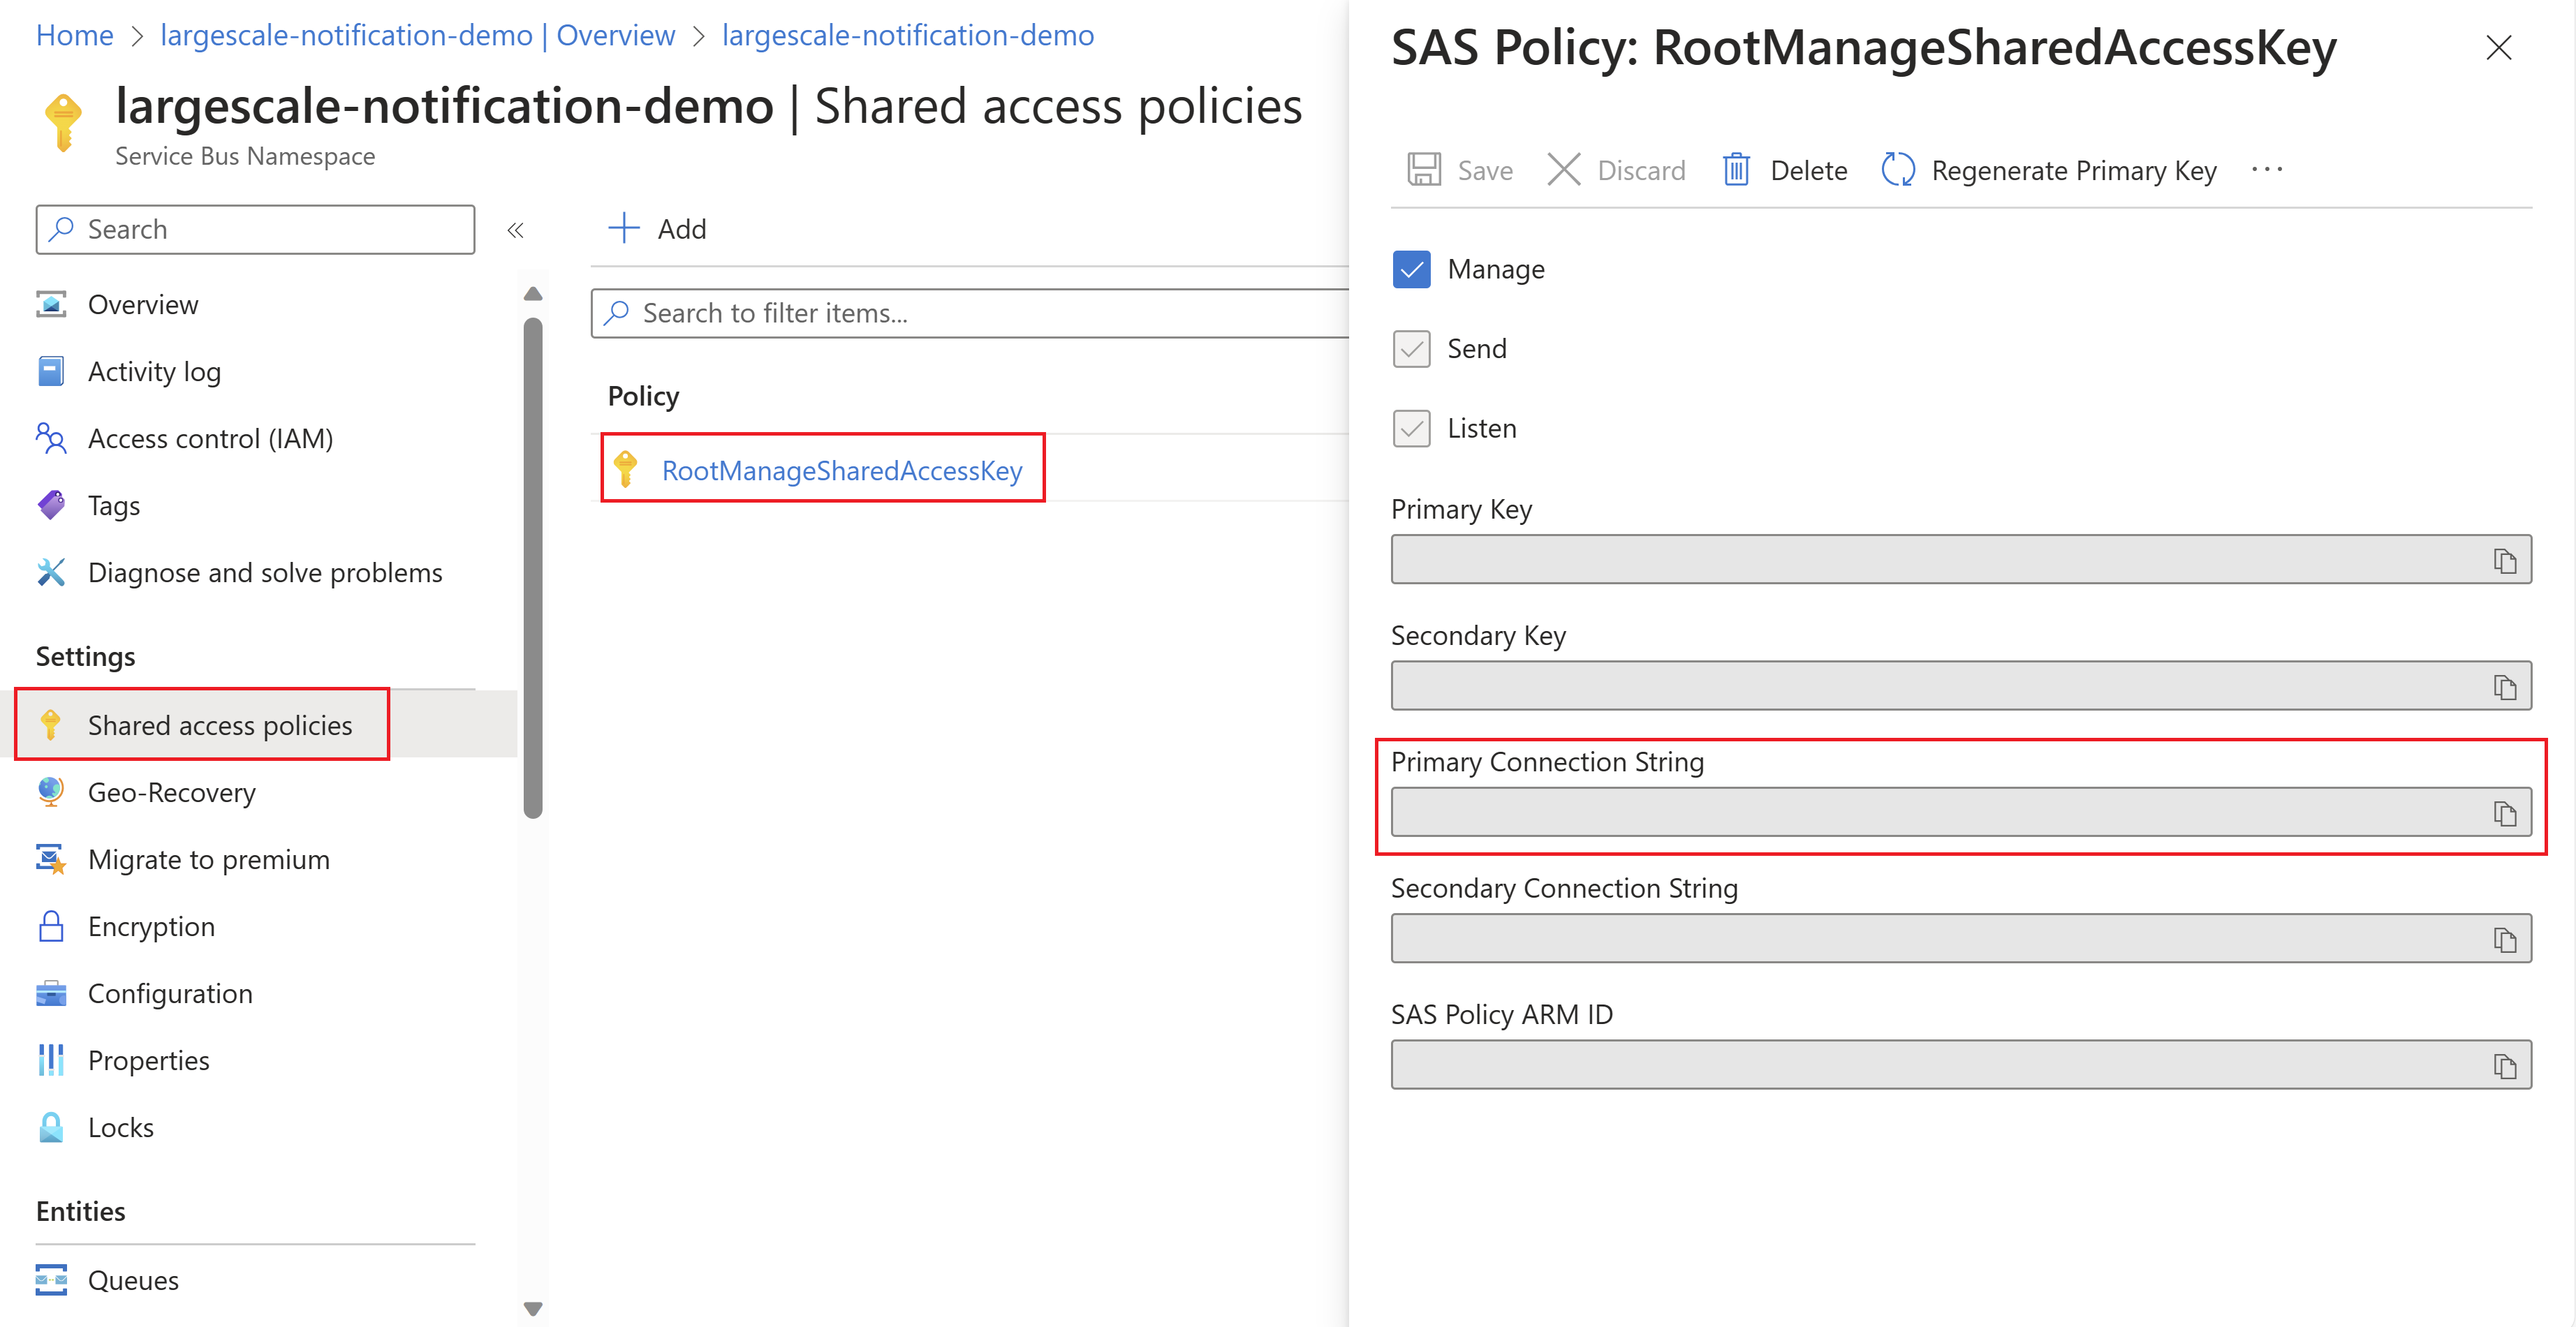 Home > largescale-notification-demo | Overview > largescale-notification-demo
largescale-notification-demo | Shared access policies
Service Bus Namespace
Search
«
Overview
Activity log
Access control (IAM)
Tags
Diagnose and solve problems
Settings
Shared access policies
Geo-Recovery
Migrate to premium
Encryption
Configuration
Properties
Locks
Entities
Queues
Add
Search to filter items...
Policy
RootManageSharedAccessKey
SAS Policy: RootManageSharedAccessKey
Save Discard Delete Regenerate Primary Key ...
Manage
Send
Listen
Primary Key
Secondary Key
Primary Connection String
Secondary Connection String
SAS Policy ARM ID